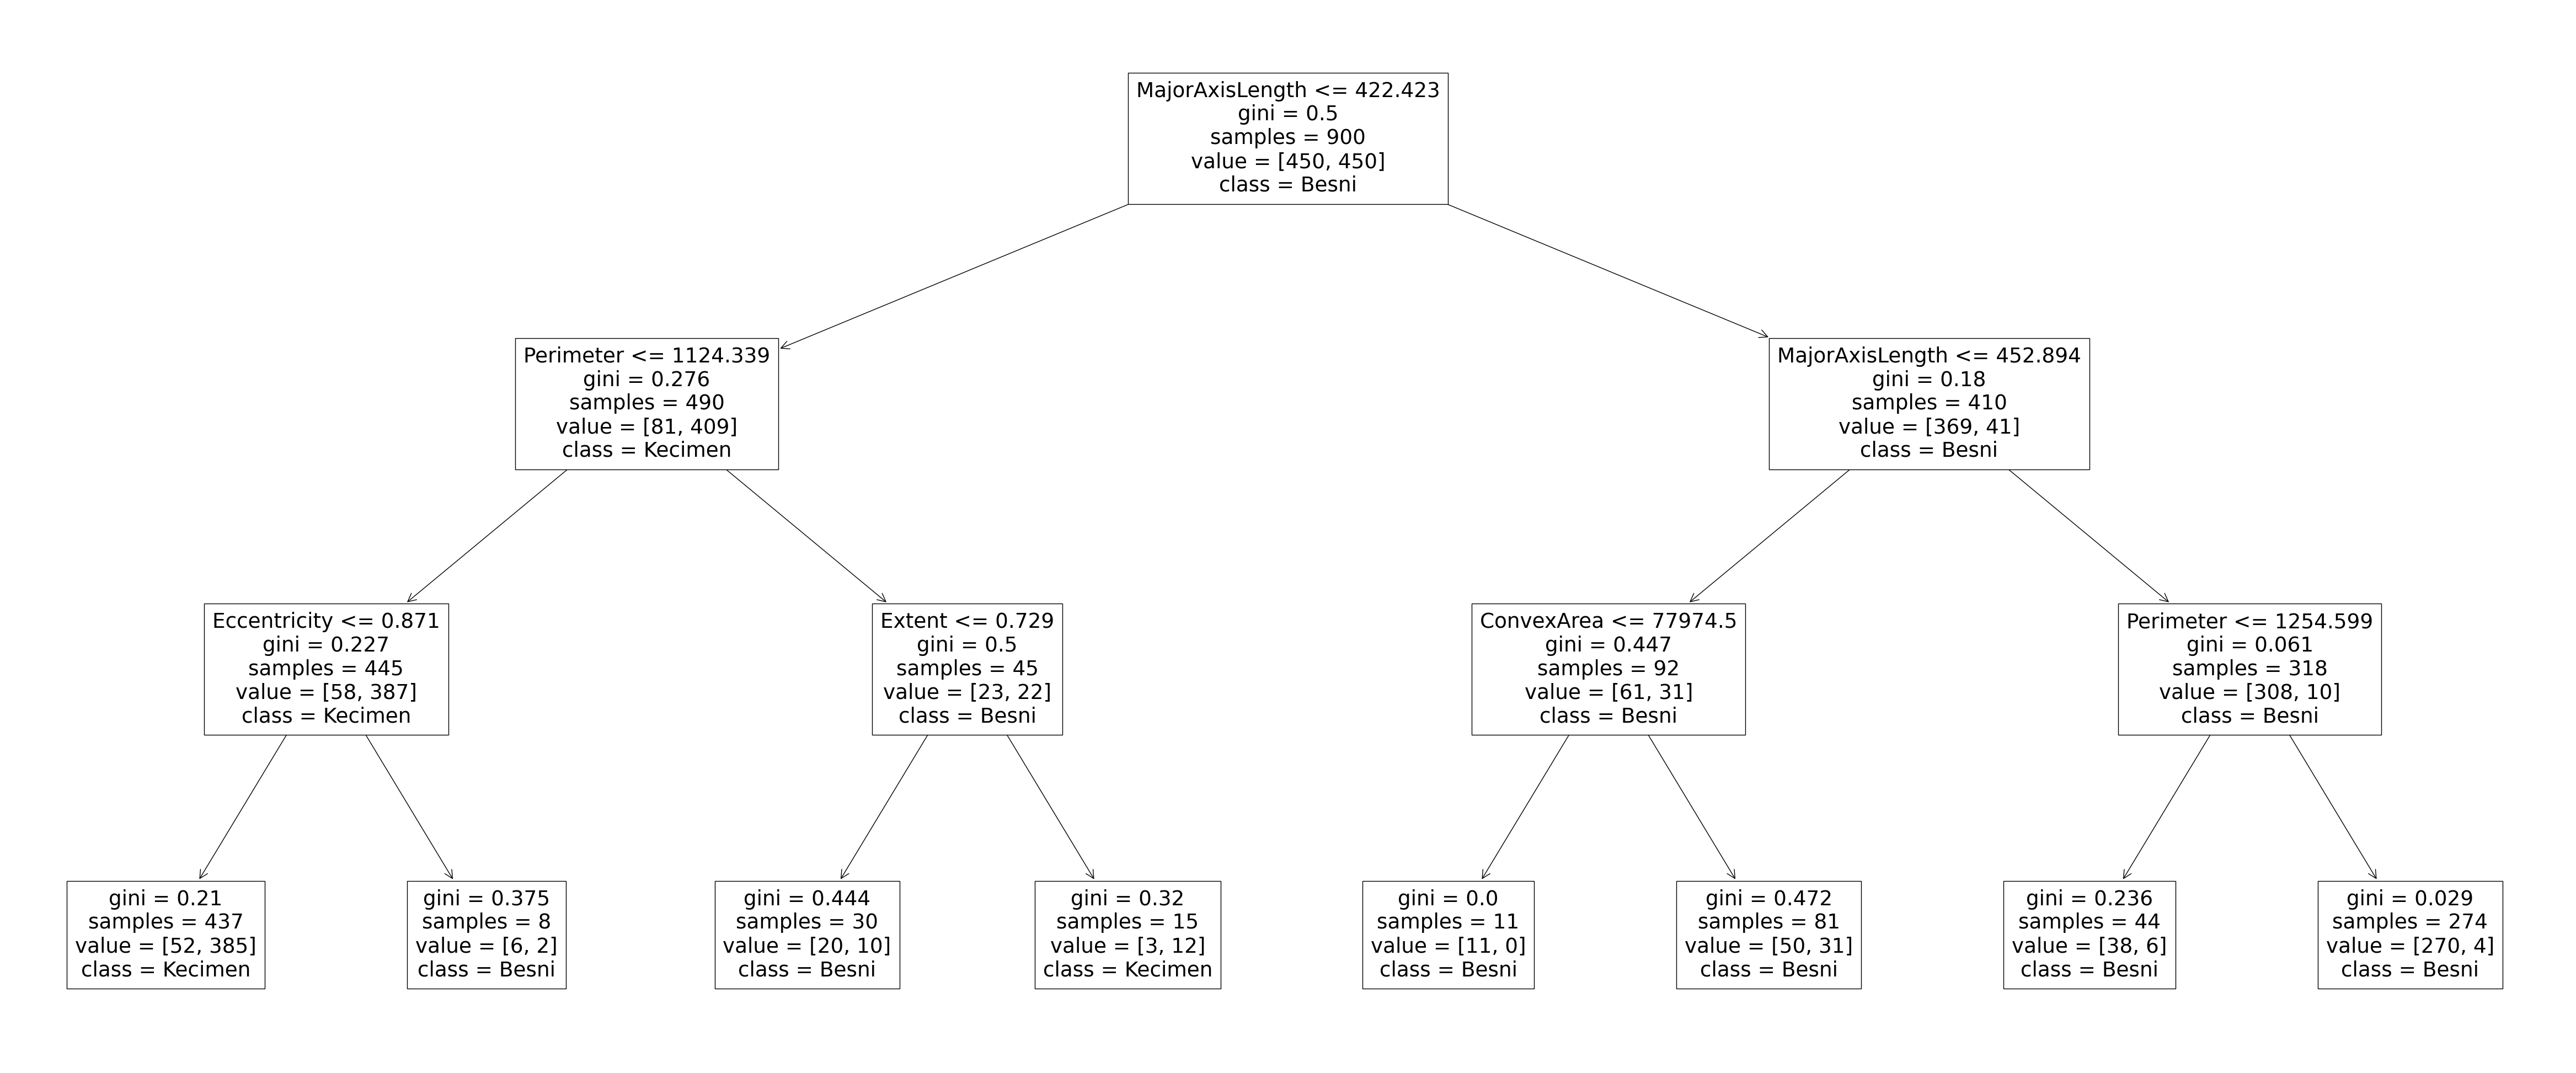 MajorAxisLength <= 422.423
gini = 0.5
samples = 900
value = [450, 450]
class = Besni
Perimeter <= 1124.339
gini = 0.276
samples = 490
value = [81, 409]
class = Kecimen
MajorAxisLength <= 452.894
gini = 0.18
samples = 410
value = [369, 41]
class = Besni
Eccentricity <= 0.871
gini = 0.227
samples = 445
value = [58, 387]
class = Kecimen
Extent <= 0.729
gini = 0.5
samples = 45
value = [23, 22]
class = Besni
ConvexArea <= 77974.5
gini = 0.447
samples = 92
value = [61, 31]
class = Besni
Perimeter <= 1254.599
gini = 0.061
samples = 318
value = [308, 10]
class = Besni
gini = 0.21
samples = 437
value = [52, 385]
class = Kecimen
gini = 0.375
samples = 8
value = [6, 2]
class = Besni
gini = 0.444
samples = 30
value = [20, 10]
class = Besni
gini = 0.32
samples = 15
value = [3, 12]
class = Kecimen
gini = 0.0
samples = 11
value = [11, 0]
class = Besni
gini = 0.472
samples = 81
value = [50, 31]
class = Besni
gini = 0.236
samples = 44
value = [38, 6]
class = Besni
gini = 0.029
samples = 274
value = [270, 4]
class = Besni